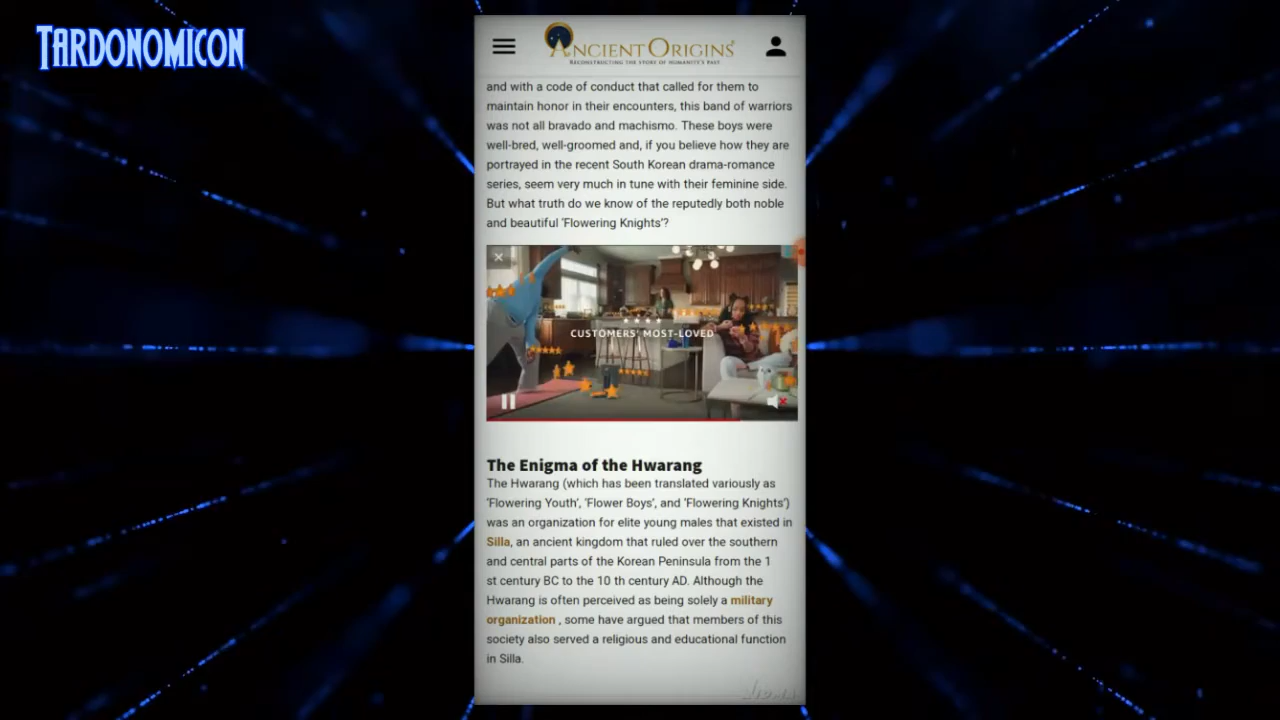 TARDONOMICON
ANCIENT ORIGINS®
RECONSTRUCTING THE STORY OF HUMANITY'S PAST
and with a code of conduct that called for them to
maintain honor in their encounters, this band of warriors
was not all bravado and machismo. These boys were
well-bred, well-groomed and, if you believe how they are
portrayed in the recent South Korean drama-romance
series, seem very much in tune with their feminine side.
But what truth do we know of the reputedly both noble
and beautiful 'Flowering Knights'?
CUSTOMERS' MOST-LOVED
The Enigma of the Hwarang
The Hwarang (which has been translated variously as
'Flowering Youth', 'Flower Boys', and 'Flowering Knights')
was an organization for elite young males that existed in
Silla, an ancient kingdom that ruled over the southern
and central parts of the Korean Peninsula from the 1
st century BC to the 10 th century AD. Although the
Hwarang is often perceived as being solely a military
organization , some have argued that members of this
society also served a religious and educational function
in Silla.